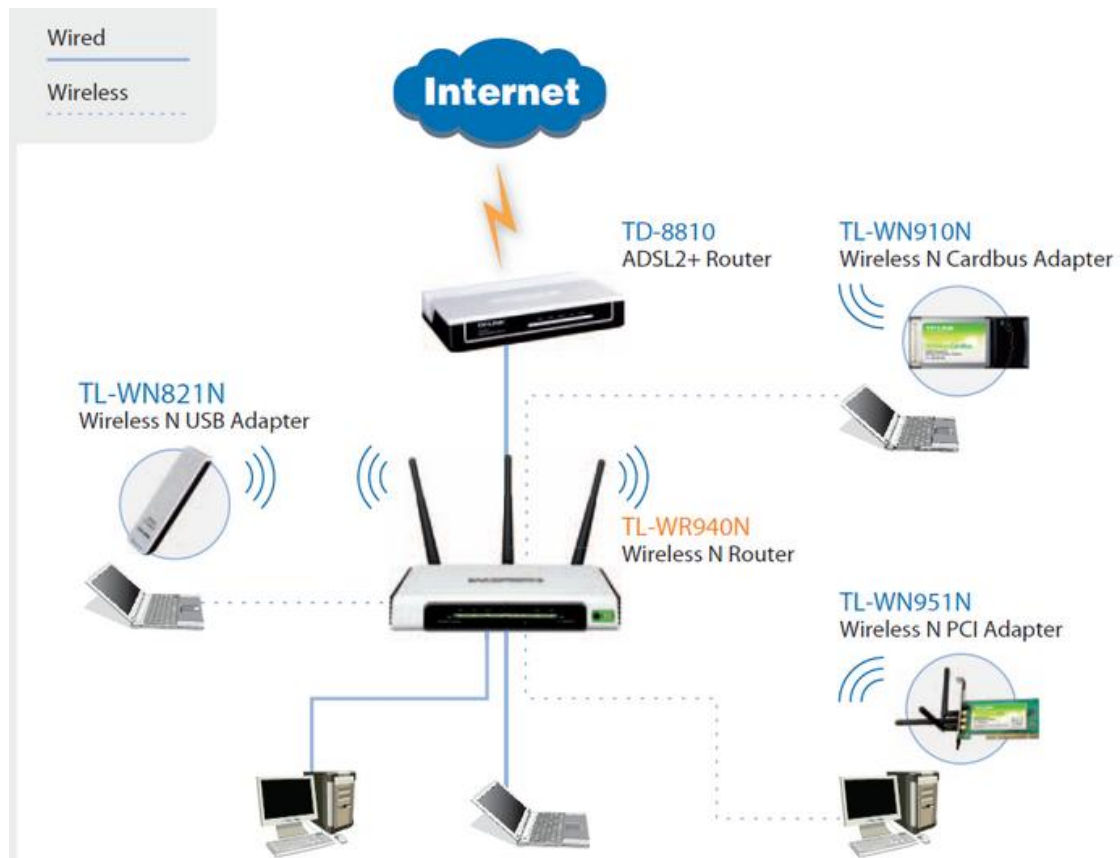 Wired
Wireless
Internet
TD-8810
ADSL2+ Router
TL-WN910N
Wireless N Cardbus Adapter
TL-WN821N
Wireless N USB Adapter
TL-WR940N
Wireless N Router
TL-WN951N
Wireless N PCI Adapter